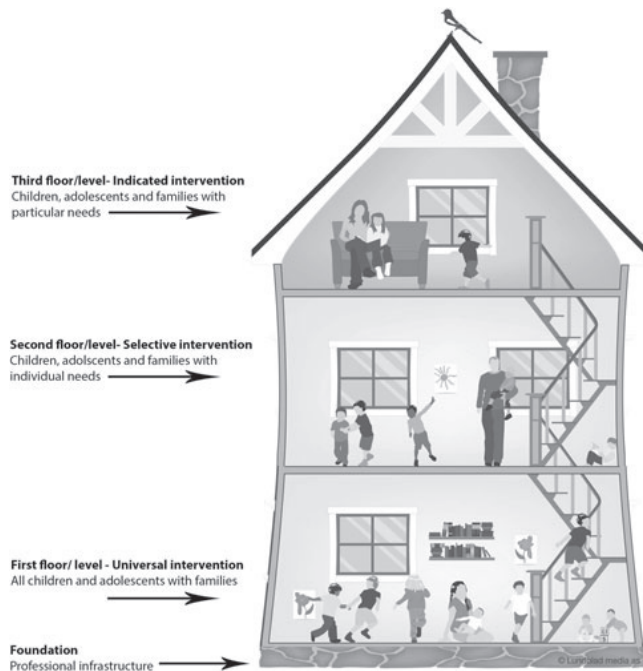 Third floor/level- Indicated intervention
Children, adolescents and families with
particular needs
Second floor/level- Selective intervention
Children, adolscents and families with
individual needs
First floor/ level - Universal intervention
All children and adolescents with families
Foundation
Professional infrastructure